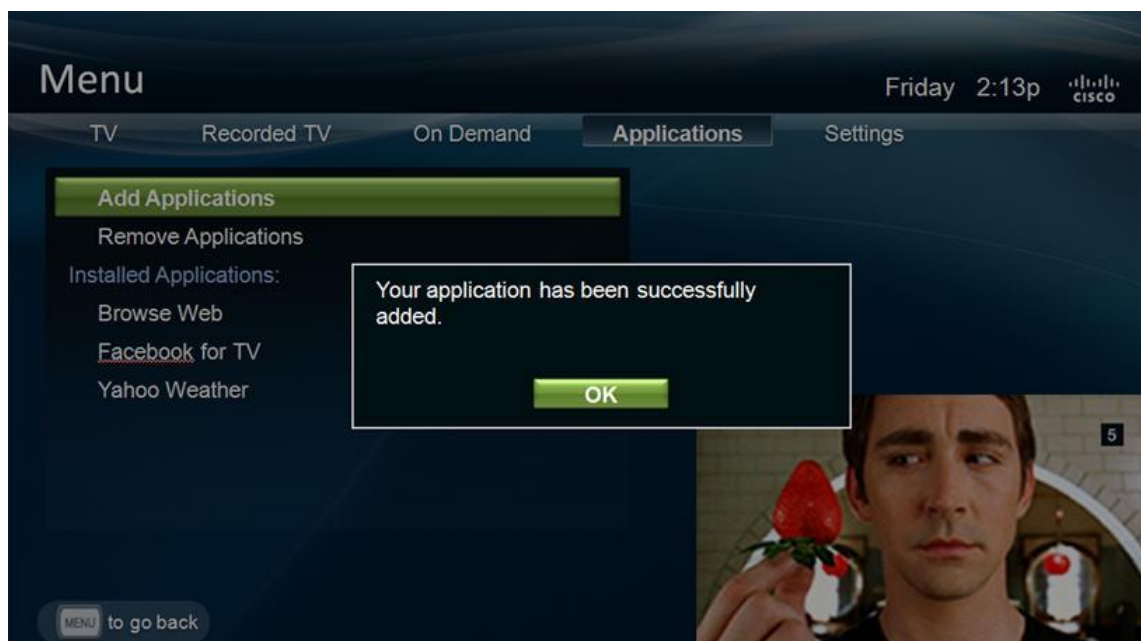 Menu
Friday 2:13p
cisco
TV Recorded TV On Demand Applications Settings
Add Applications
Remove Applications
Installed Applications:
Browse Web
Facebook for TV
Yahoo Weather
Your application has been successfully
added.
OK
5
MENU to go back